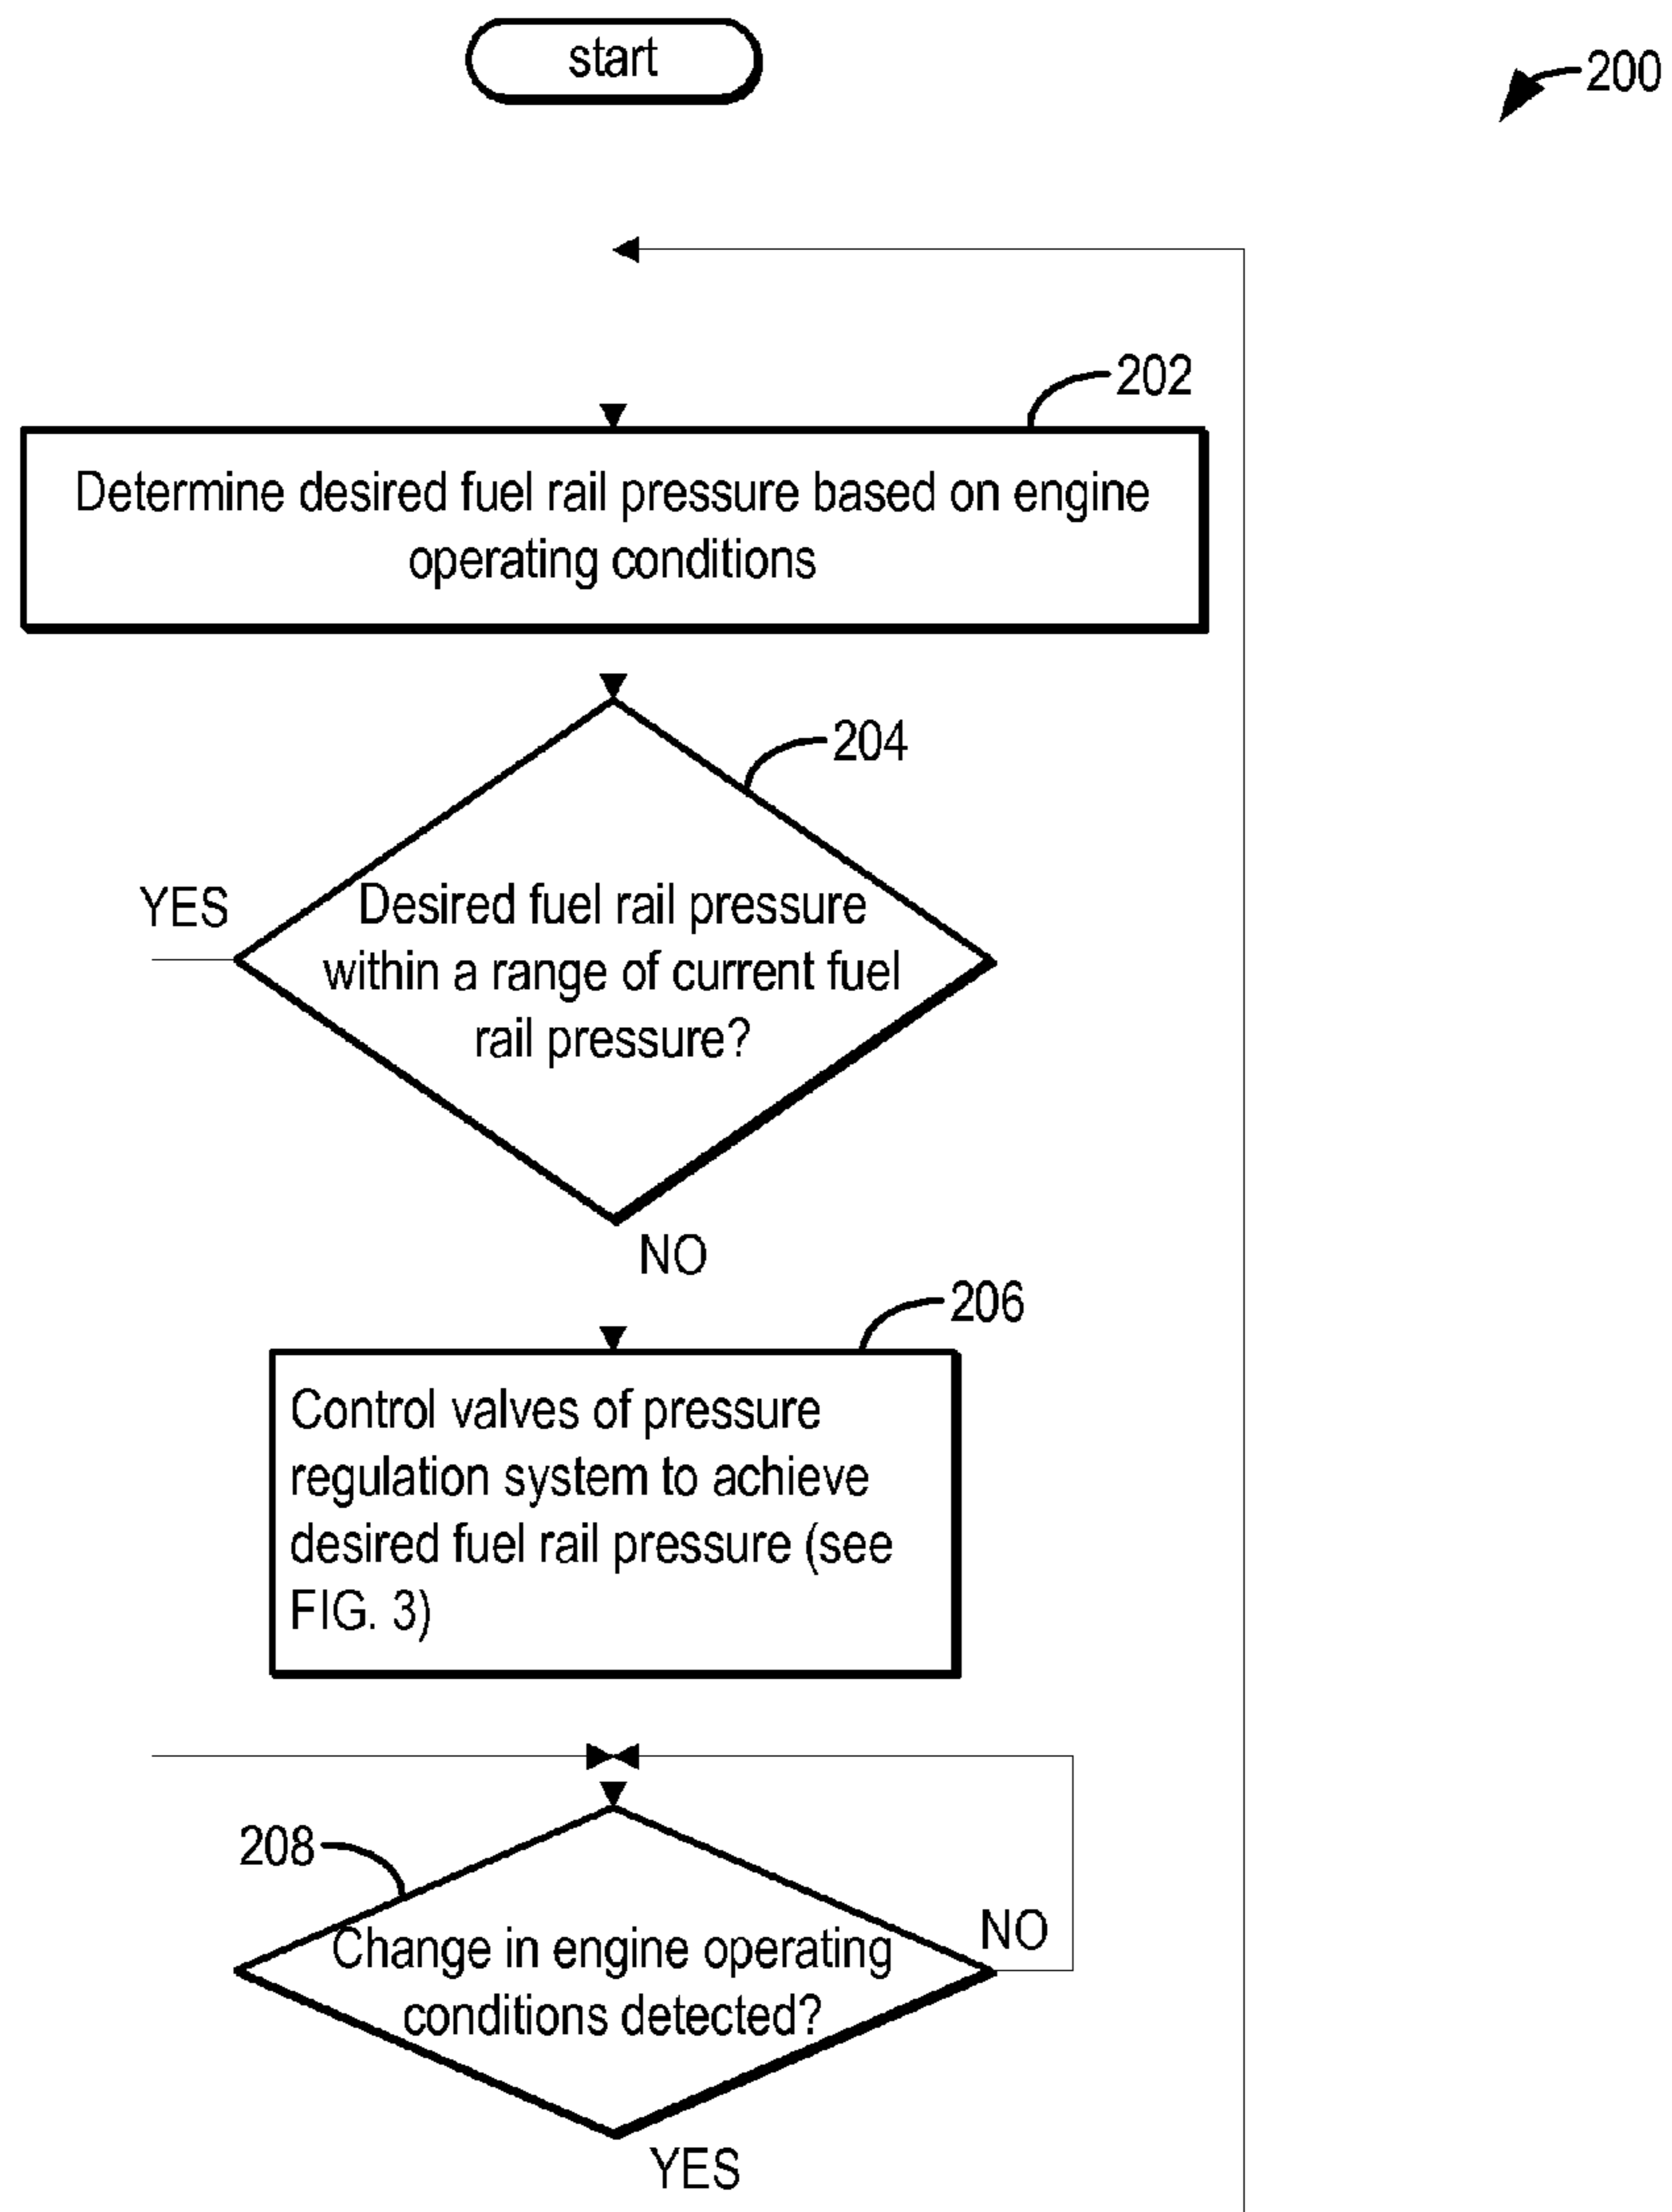 start
200
202
Determine desired fuel rail pressure based on engine
operating conditions
204
YES
Desired fuel rail pressure
within a range of current fuel
rail pressure?
NO
206
Control valves of pressure
regulation system to achieve
desired fuel rail pressure (see
FIG. 3)
208
NO
Change in engine operating
conditions detected?
YES